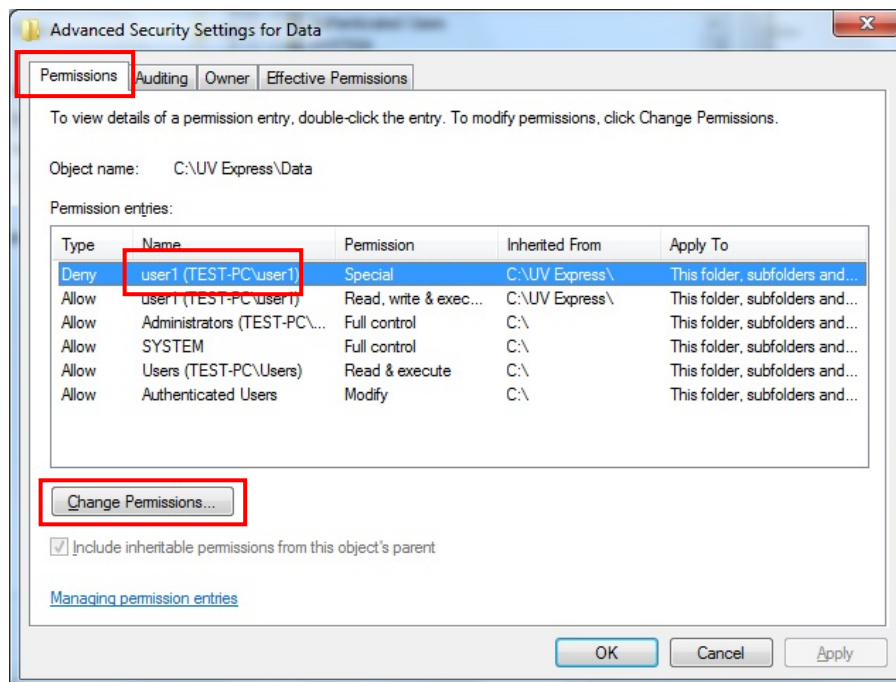 Advanced Security Settings for Data
Permissions Auditing Owner Effective Permissions
To view details of a permission entry, double-click the entry. To modify permissions, click Change Permissions.
Object name: C:\UV Express\Data
Permission entries:
Type Name Permission Inherited From Apply To
Deny user1 (TEST-PC\user1) Special C:\UV Express\ This folder, subfolders and...
Allow user1 (TEST-PC\user1) Read, write & exec... C:\UV Express\ This folder, subfolders and...
Allow Administrators (TEST-PC\... Full control C:\ This folder, subfolders and...
Allow SYSTEM Full control C:\ This folder, subfolders and...
Allow Users (TEST-PC\Users) Read & execute C:\ This folder, subfolders and...
Allow Authenticated Users Modify C:\ This folder, subfolders and...
Change Permissions...
Include inheritable permissions from this object's parent
Managing permission entries
OK Cancel Apply